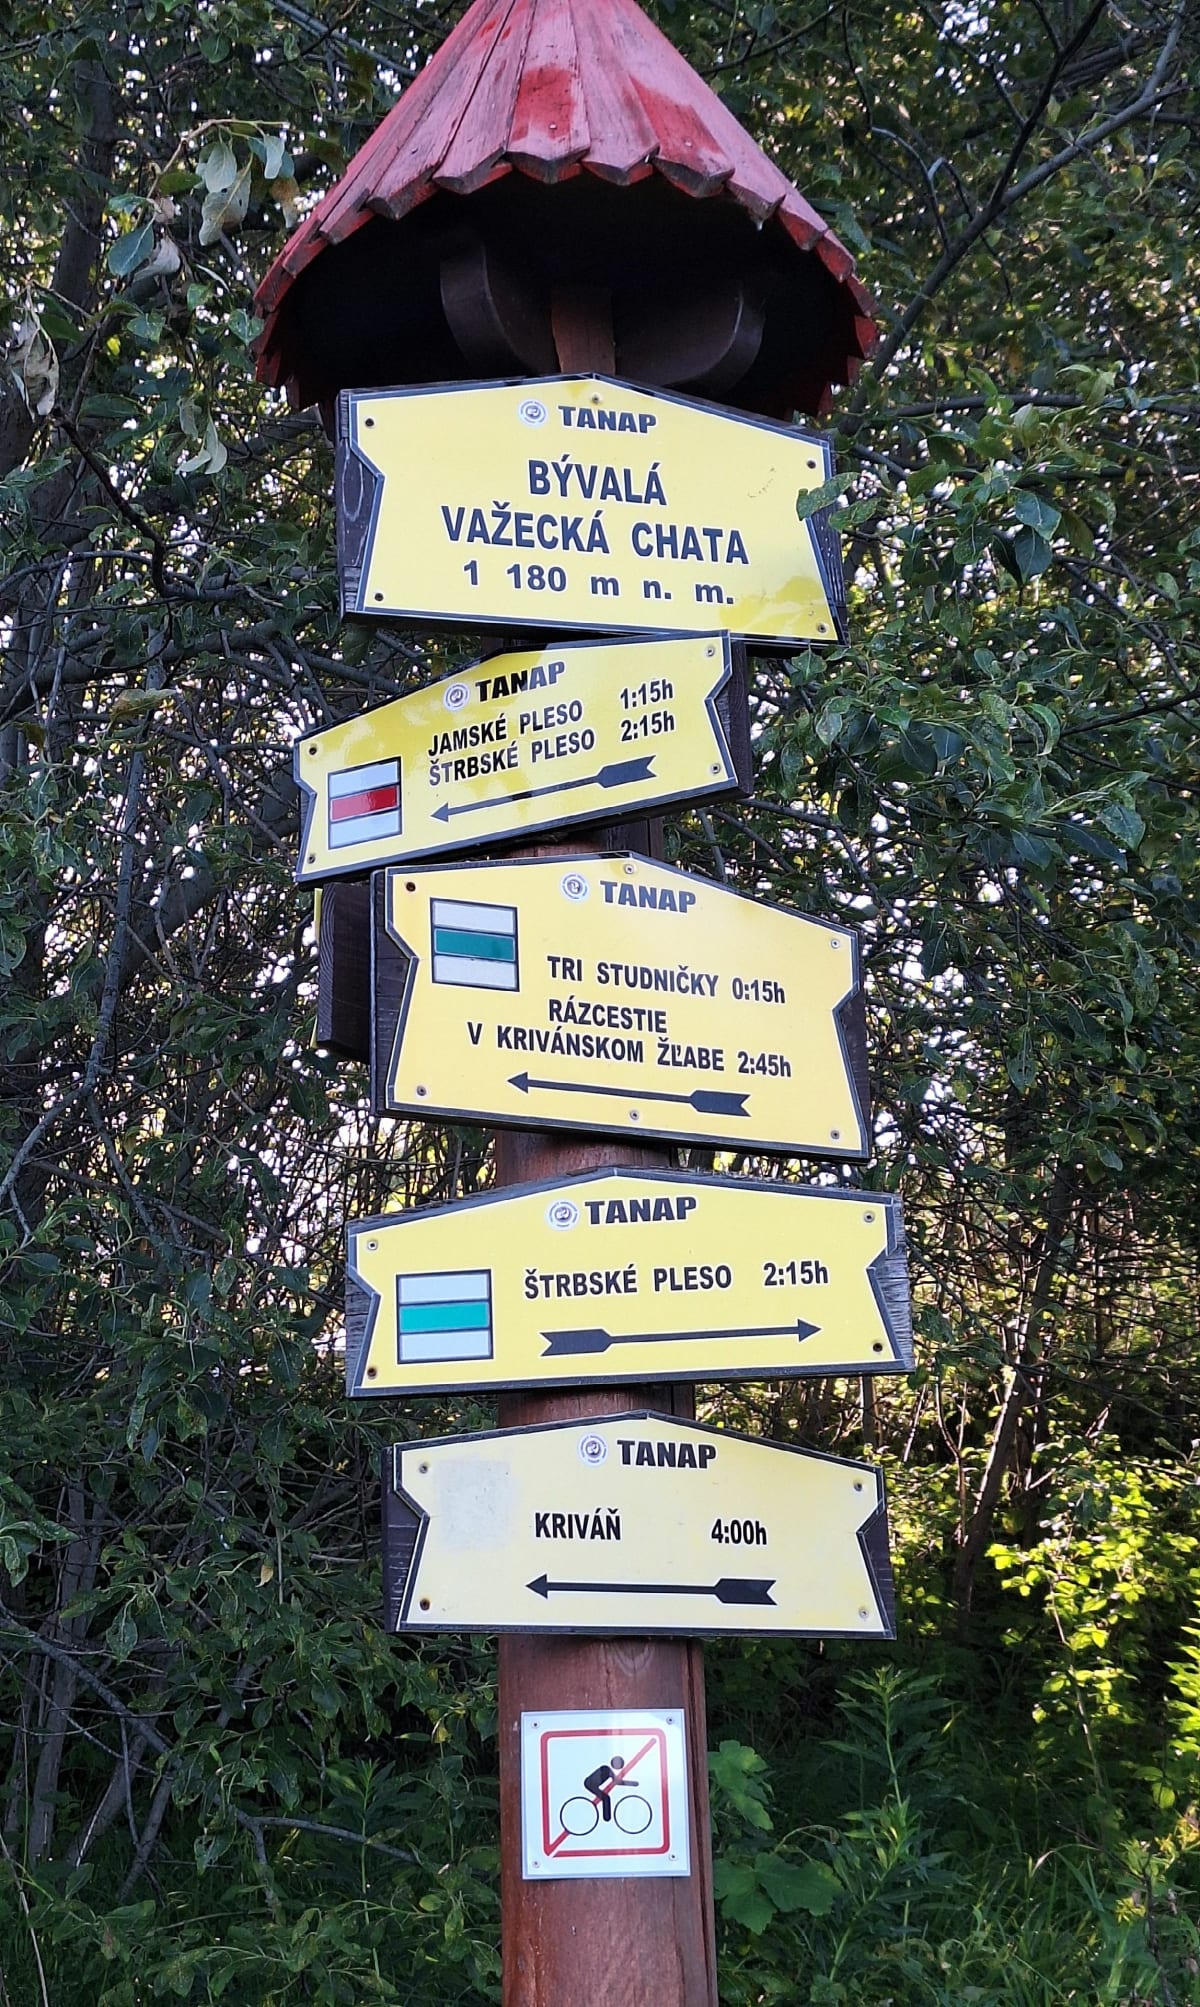 TANAP
BÝVALÁ
VAŽECKÁ CHATA
1 180 m n. m.
TANAP
JAMSKÉ PLESO 1:15h
ŠTRBSKÉ PLESO 2:15h
TANAP
TRI STUDNIČKY 0:15h
RÁZCESTIE
V KRIVÁNSKOM ŽĽABE 2:45h
TANAP
ŠTRBSKÉ PLESO 2:15h
TANAP
KRIVÁŇ 4:00h